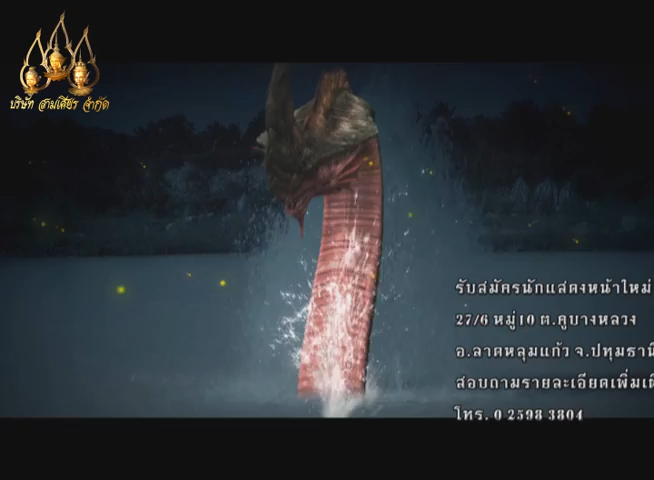 บริษัท สามเศียร จำกัด
รับสมัครนักแสดงหน้าใหม่
27/6 หมู่10 ต.คูบางหลวง
อ.ลาดหลุมแก้ว จ.ปทุมธานี
สอบถามรายละเอียดเพิ่มเติ
โทร. 0 2598 3804